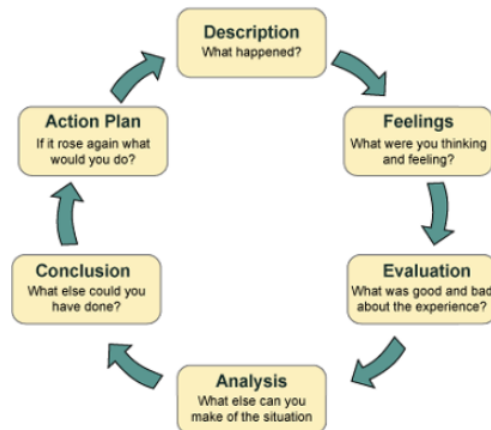 Description
What happened?
Feelings
What were you thinking
and feeling?
Evaluation
What was good and bad
about the experience?
Analysis
What else can you
make of the situation
Conclusion
What else could you
have done?
Action Plan
If it rose again what
would you do?